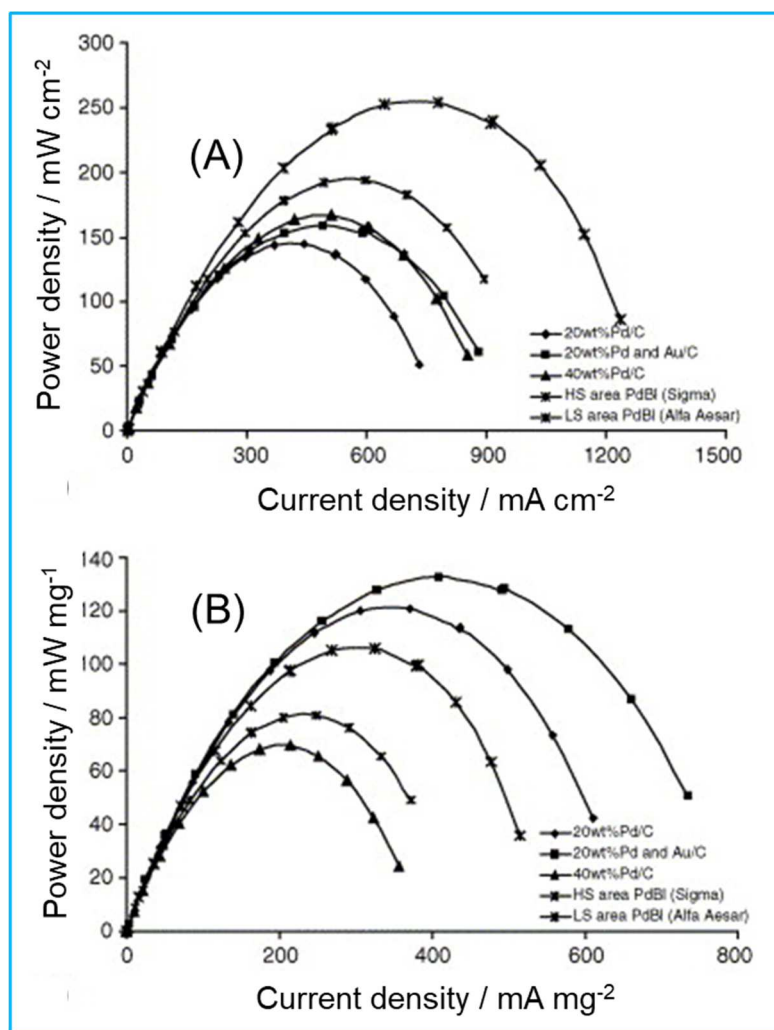 300
250
200
150
100
50
0
Power density / mW cm-2
(A)
20wt%Pd/C
20wt%Pd and Au/C
40wt%Pd/C
HS area PdBl (Sigma)
LS area PdBl (Alfa Aesar)
0 300 600 900 1200 1500
Current density / mA cm-2
140
120
100
80
60
40
20
0
Power density / mW mg-1
(B)
20wt%Pd/C
20wt%Pd and Au/C
40wt%Pd/C
HS area PdBl (Sigma)
LS area PdBl (Alfa Aesar)
0 200 400 600 800
Current density / mA mg-2